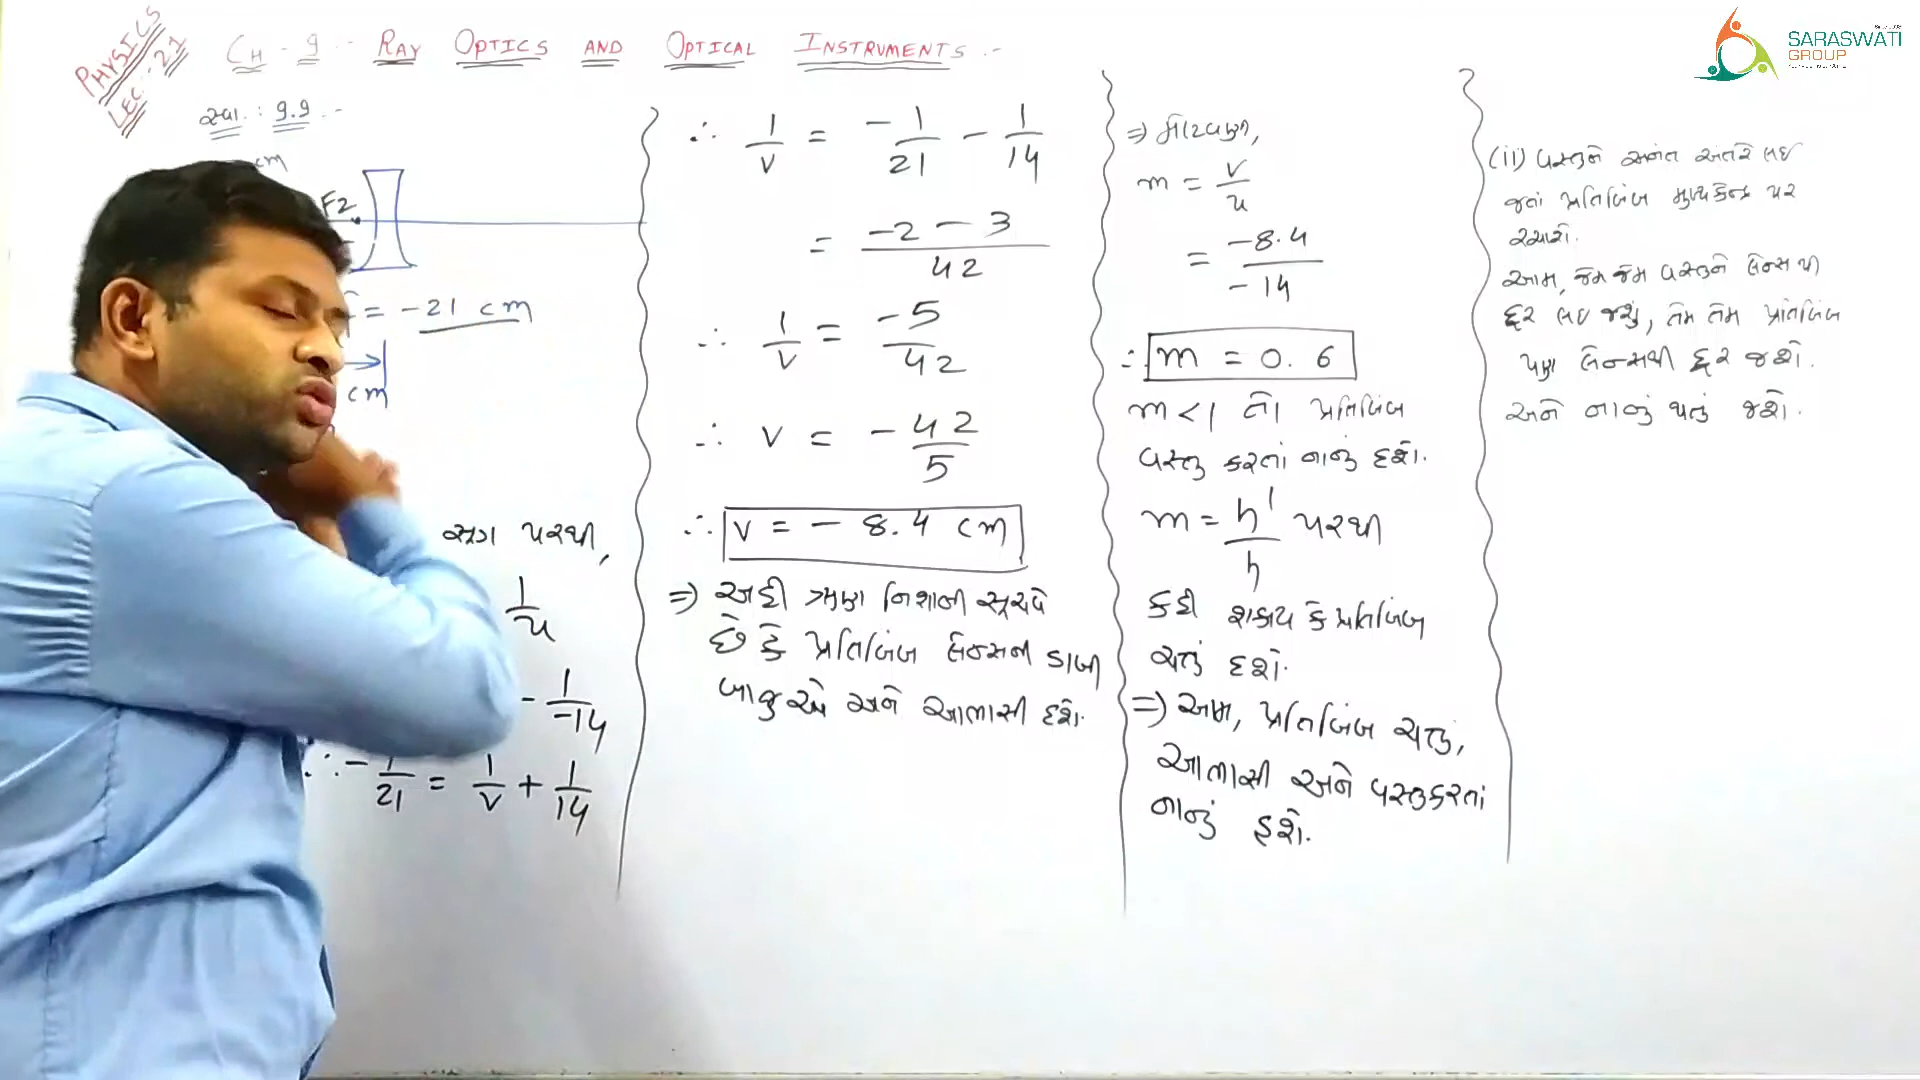 PHYSICS
LEC - 21
CH - 9 :- RAY OPTICS AND OPTICAL INSTRUMENTS :-
SARASWATI
GROUP
સ્વા. : 9.9 :-
cm
F2
f = -21 cm
cm
સૂત્ર પરથી,
1/u
- 1/-14
∴ -1/21 = 1/v + 1/14
∴ 1/v = -1/21 - 1/14
= -2 - 3 / 42
∴ 1/v = -5/42
∴ v = -42/5
∴ v = - 8.4 cm
⇒ અહીં ઋણ નિશાની સૂચવે
છે કે પ્રતિબિંબ લેન્સની ડાબી
બાજુએ અને આભાસી હશે.
⇒ મોટવણી,
m = v/u
= -8.4/-14
∴ m = 0.6
m < 1 તો પ્રતિબિંબ
વસ્તુ કરતાં નાનું હશે.
m = h'/h પરથી
કહી શકાય કે પ્રતિબિંબ
ચત્તું હશે.
⇒ આમ, પ્રતિબિંબ ચત્તું,
આભાસી અને વસ્તુ કરતાં
નાનું હશે.
(ii) વસ્તુને અનંત અંતરે લઇ
જતાં પ્રતિબિંબ મુખ્યકેન્દ્ર પર
રચાશે.
આમ, જેમ જેમ વસ્તુને લેન્સથી
દૂર લઇ જશું, તેમ તેમ પ્રતિબિંબ
પણ લેન્સથી દૂર જશે.
અને નાનું થતું જશે.